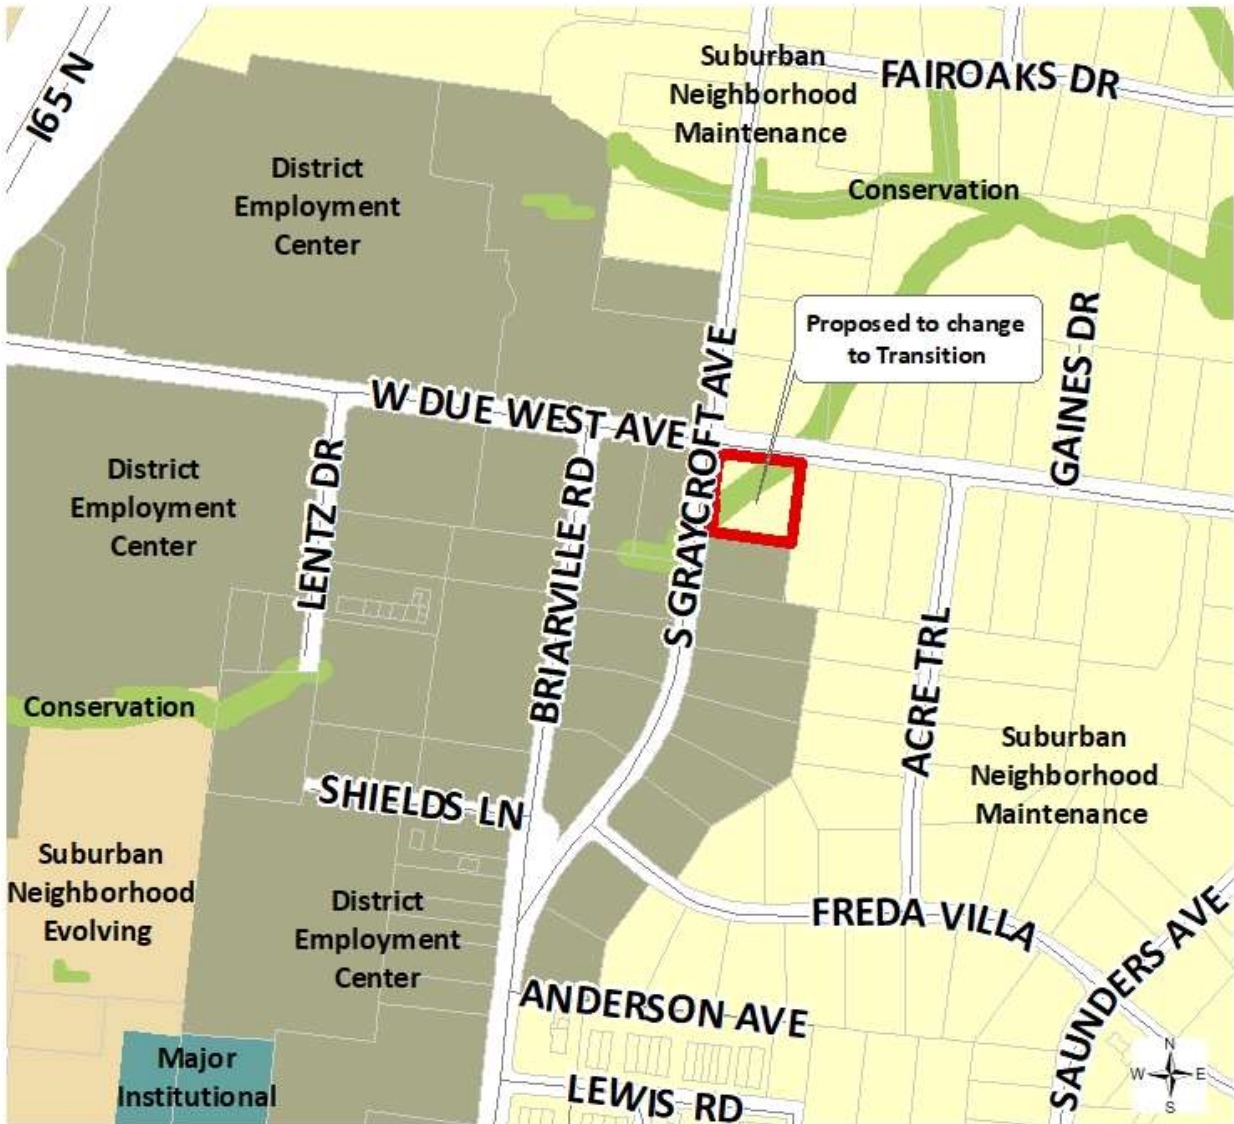 I65 N
Suburban
Neighborhood
Maintenance
FAIROAKS DR
District
Employment
Center
Conservation
Proposed to change
to Transition
GAINES DR
S GRAYCROFT AVE
W DUE WEST AVE
LENTZ DR
District
Employment
Center
BRIARVILLE RD
ACRE TRL
Conservation
Suburban
Neighborhood
Maintenance
SHIELDS LN
Suburban
Neighborhood
Evolving
District
Employment
Center
FREDA VILLA
SAUNDERS AVE
ANDERSON AVE
Major
Institutional
LEWIS RD
N
W E
S